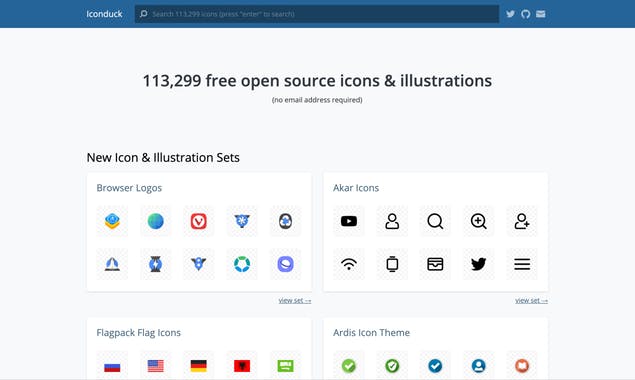 Iconduck
Search 113,299 icons (press "enter" to search)
113,299 free open source icons & illustrations
(no email address required)
New Icon & Illustration Sets
Browser Logos
Akar Icons
view set →
view set →
Flagpack Flag Icons
Ardis Icon Theme